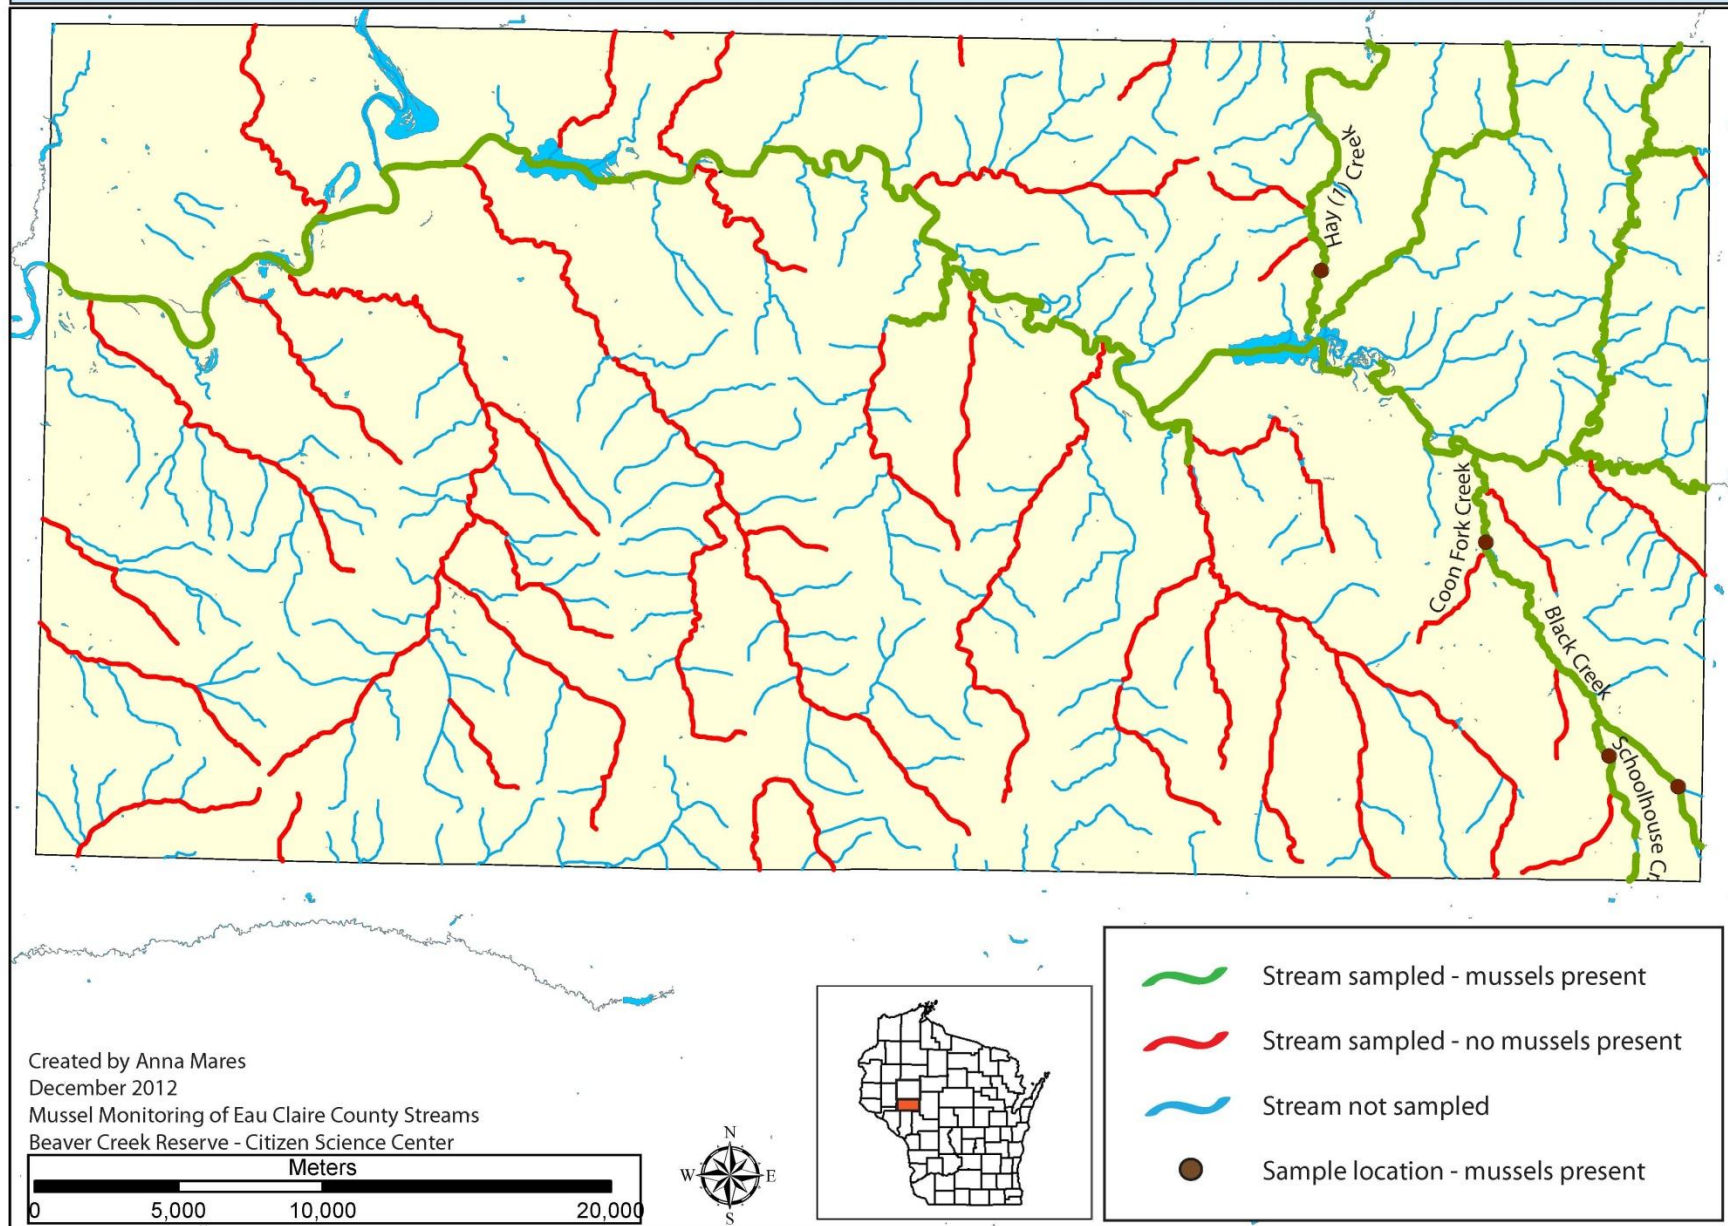 Hay (1) Creek
Coon Fork Creek
Black Creek
Schoolhouse Cr.
Stream sampled - mussels present
Stream sampled - no mussels present
Stream not sampled
Sample location - mussels present
Created by Anna Mares
December 2012
Mussel Monitoring of Eau Claire County Streams
Beaver Creek Reserve - Citizen Science Center
Meters
0 5,000 10,000 20,000
N
W E
S